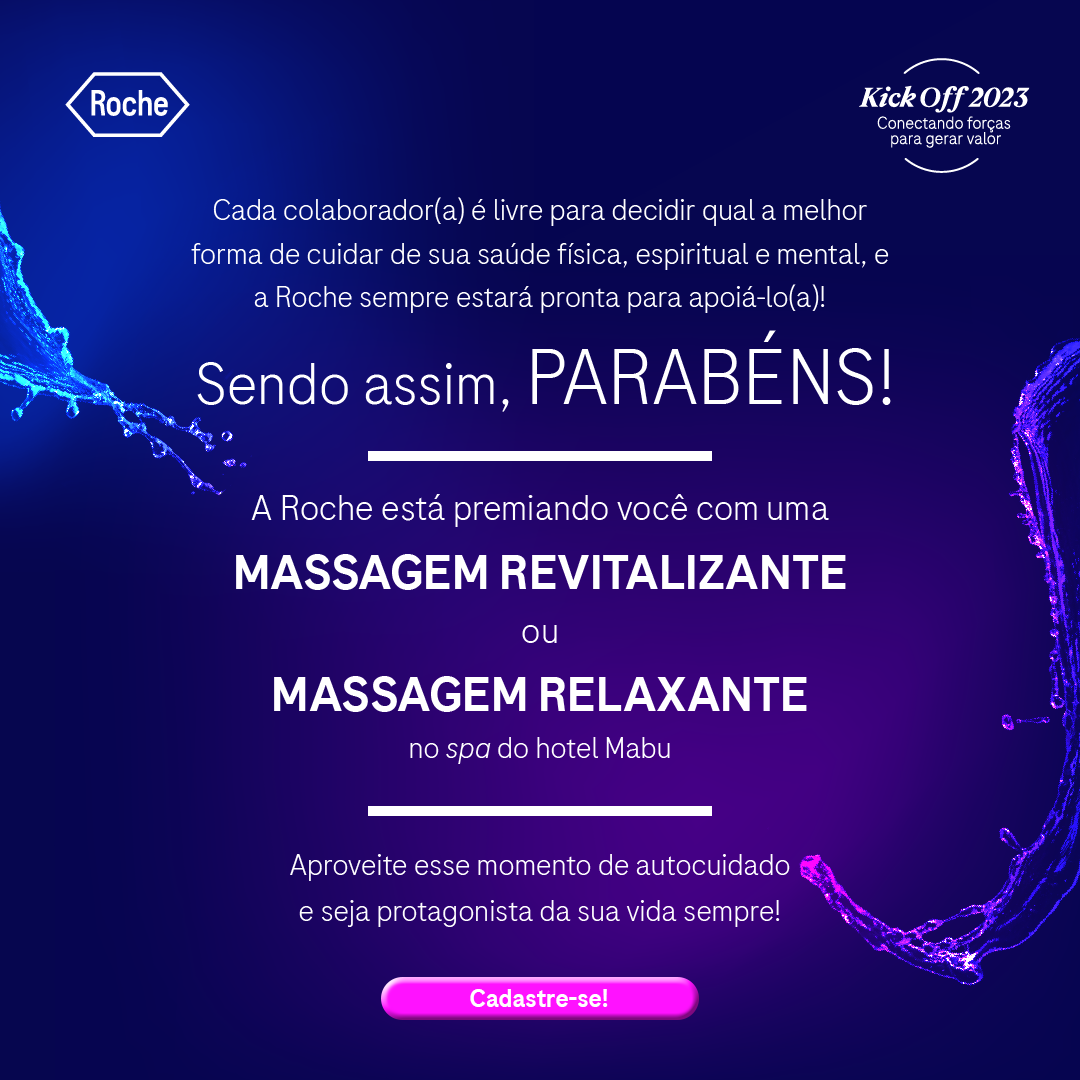 Roche
Kick Off 2023
Conectando forças
para gerar valor
Cada colaborador(a) é livre para decidir qual a melhor
forma de cuidar de sua saúde física, espiritual e mental, e
a Roche sempre estará pronta para apoiá-lo(a)!
Sendo assim, PARABÉNS!
A Roche está premiando você com uma
MASSAGEM REVITALIZANTE
ou
MASSAGEM RELAXANTE
no spa do hotel Mabu
Aproveite esse momento de autocuidado
e seja protagonista da sua vida sempre!
Cadastre-se!